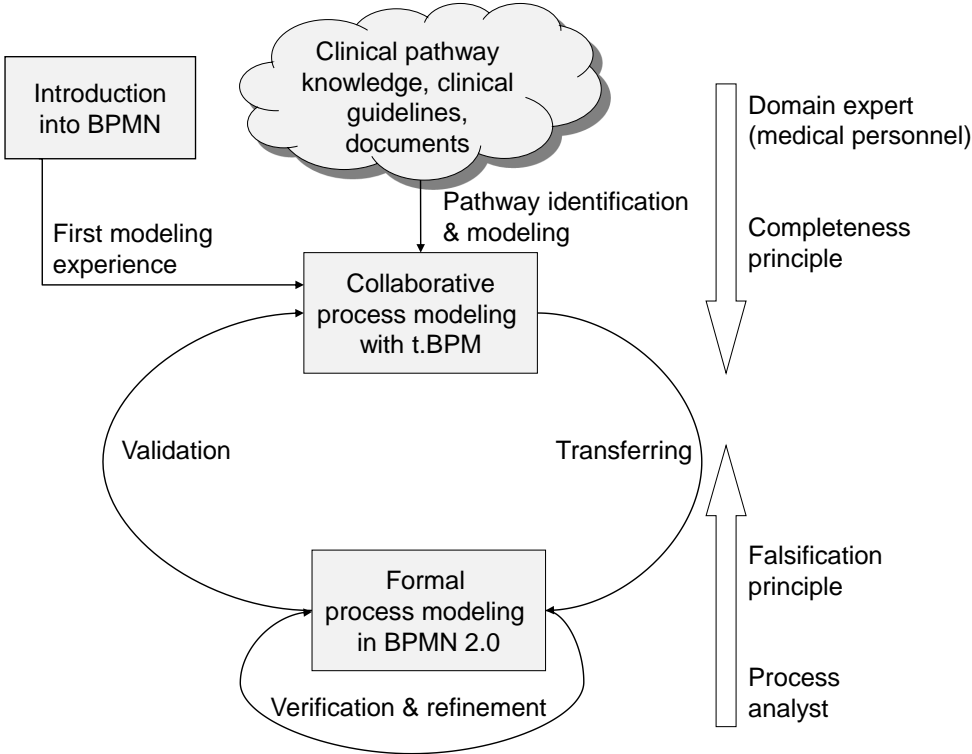 Clinical pathway
knowledge, clinical
guidelines,
documents
Introduction
into BPMN
Domain expert
(medical personnel)
Pathway identification
& modeling
First modeling
experience
Completeness
principle
Collaborative
process modeling
with t.BPM
Validation
Transferring
Falsification
principle
Formal
process modeling
in BPMN 2.0
Verification & refinement
Process
analyst